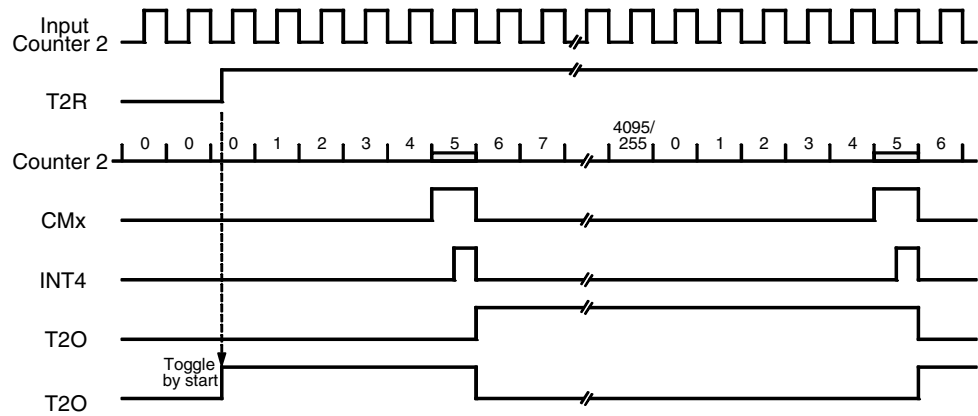 Input
Counter 2
T2R
4095/
Counter 2 0 0 0 1 2 3 4 5 6 7 255 0 1 2 3 4 5 6
CMx
INT4
T2O
Toggle
by start
T2O